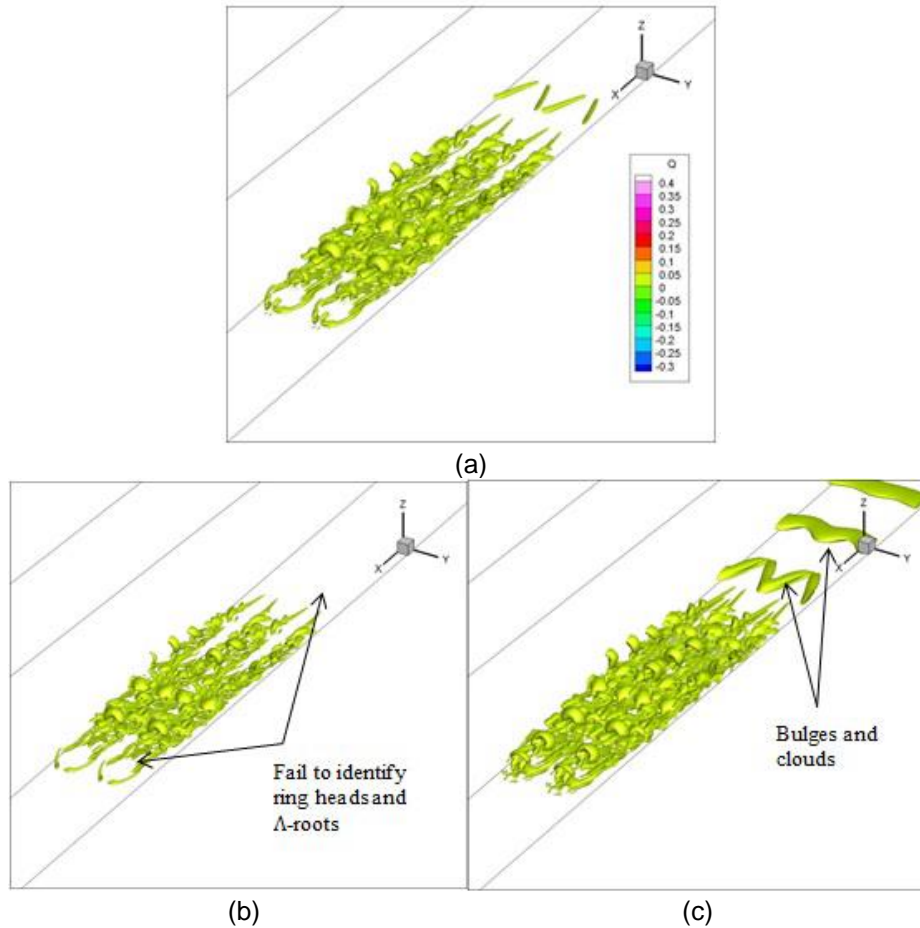 Z
X
Y
Q
0.4
0.35
0.3
0.25
0.2
0.15
0.1
0.05
0
-0.05
-0.1
-0.15
-0.2
-0.25
-0.3
(a)
Z
X
Y
Fail to identify
ring heads and
Λ-roots
(b)
Z
X
Y
Bulges and
clouds
(c)